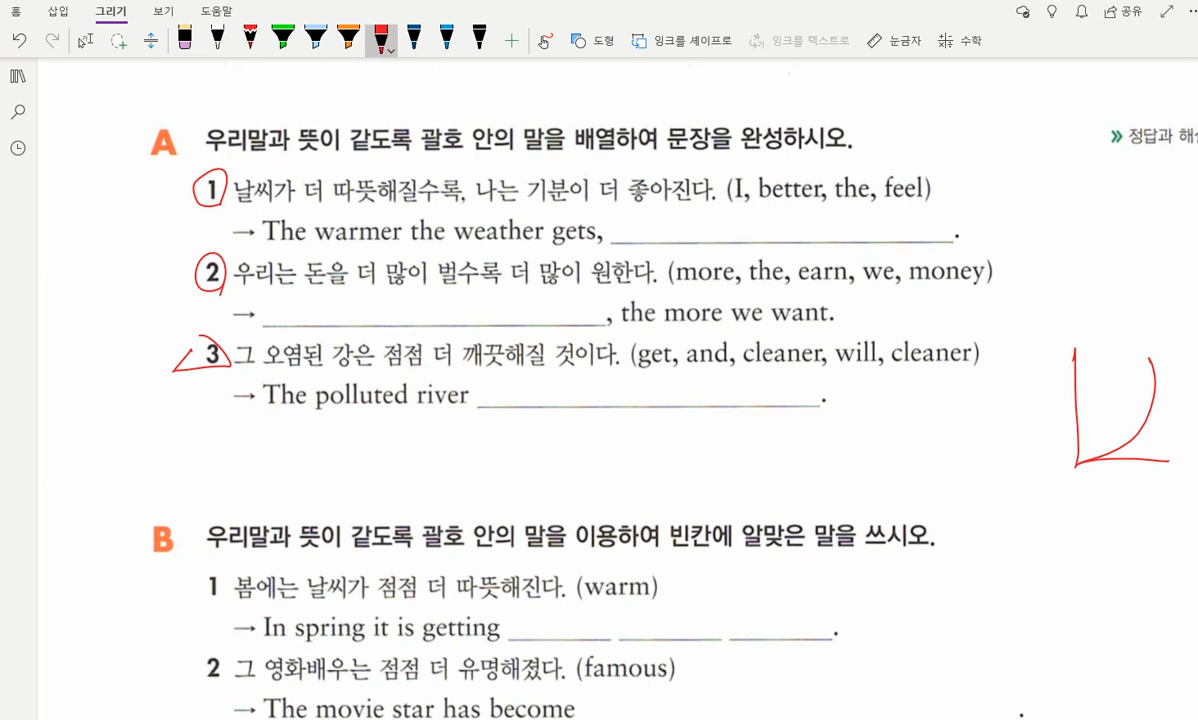 홈 삽입 그리기 보기 도움말 공유
도형 잉크를 셰이프로 잉크를 텍스트로 눈금자 수학
A 우리말과 뜻이 같도록 괄호 안의 말을 배열하여 문장을 완성하시오. 정답과
1 날씨가 더 따뜻해질수록, 나는 기분이 더 좋아진다. (I, better, the, feel)
→ The warmer the weather gets, ____________.
2 우리는 돈을 더 많이 벌수록 더 많이 원한다. (more, the, earn, we, money)
→ ____________, the more we want.
3 그 오염된 강은 점점 더 깨끗해질 것이다. (get, and, cleaner, will, cleaner)
→ The polluted river ____________.
B 우리말과 뜻이 같도록 괄호 안의 말을 이용하여 빈칸에 알맞은 말을 쓰시오.
1 봄에는 날씨가 점점 더 따뜻해진다. (warm)
→ In spring it is getting ____ ____ ____.
2 그 영화배우는 점점 더 유명해졌다. (famous)
→ The movie star has become .